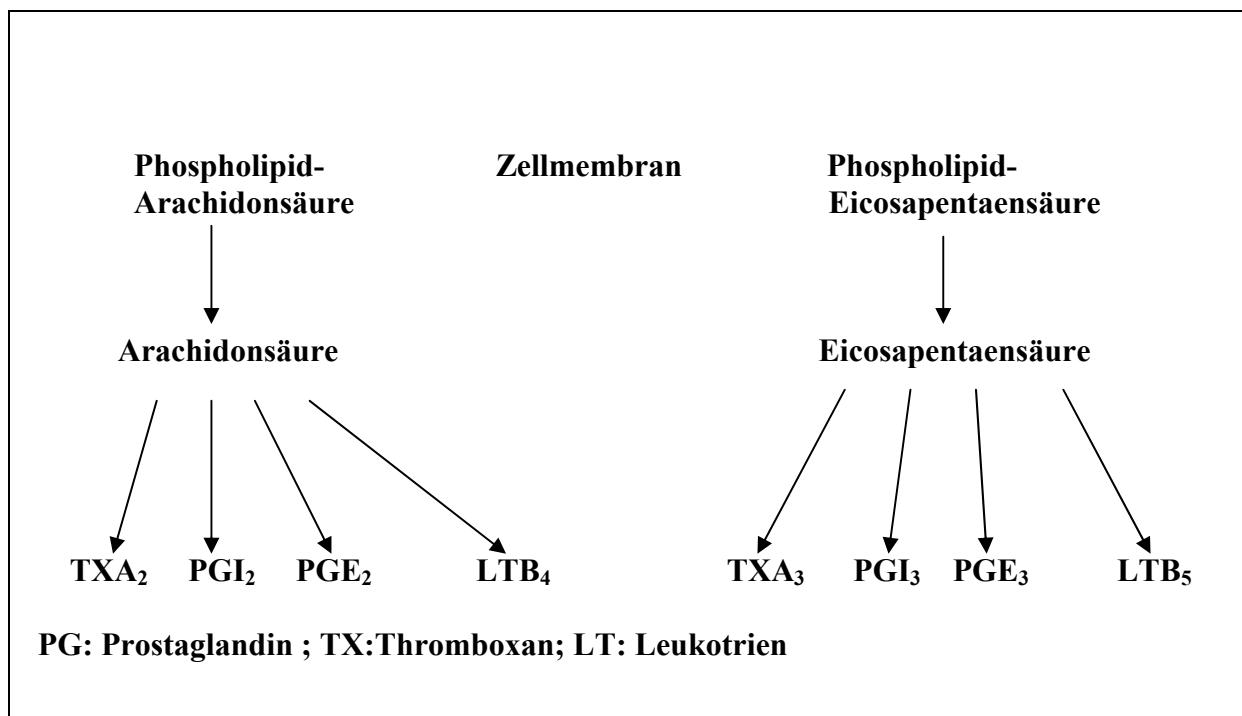 Phospholipid- Zellmembran Phospholipid-
Arachidonsäure Eicosapentaensäure
Arachidonsäure Eicosapentaensäure
TXA₂ PGI₂ PGE₂ LTB₄ TXA₃ PGI₃ PGE₃ LTB₅
PG: Prostaglandin ; TX:Thromboxan; LT: Leukotrien